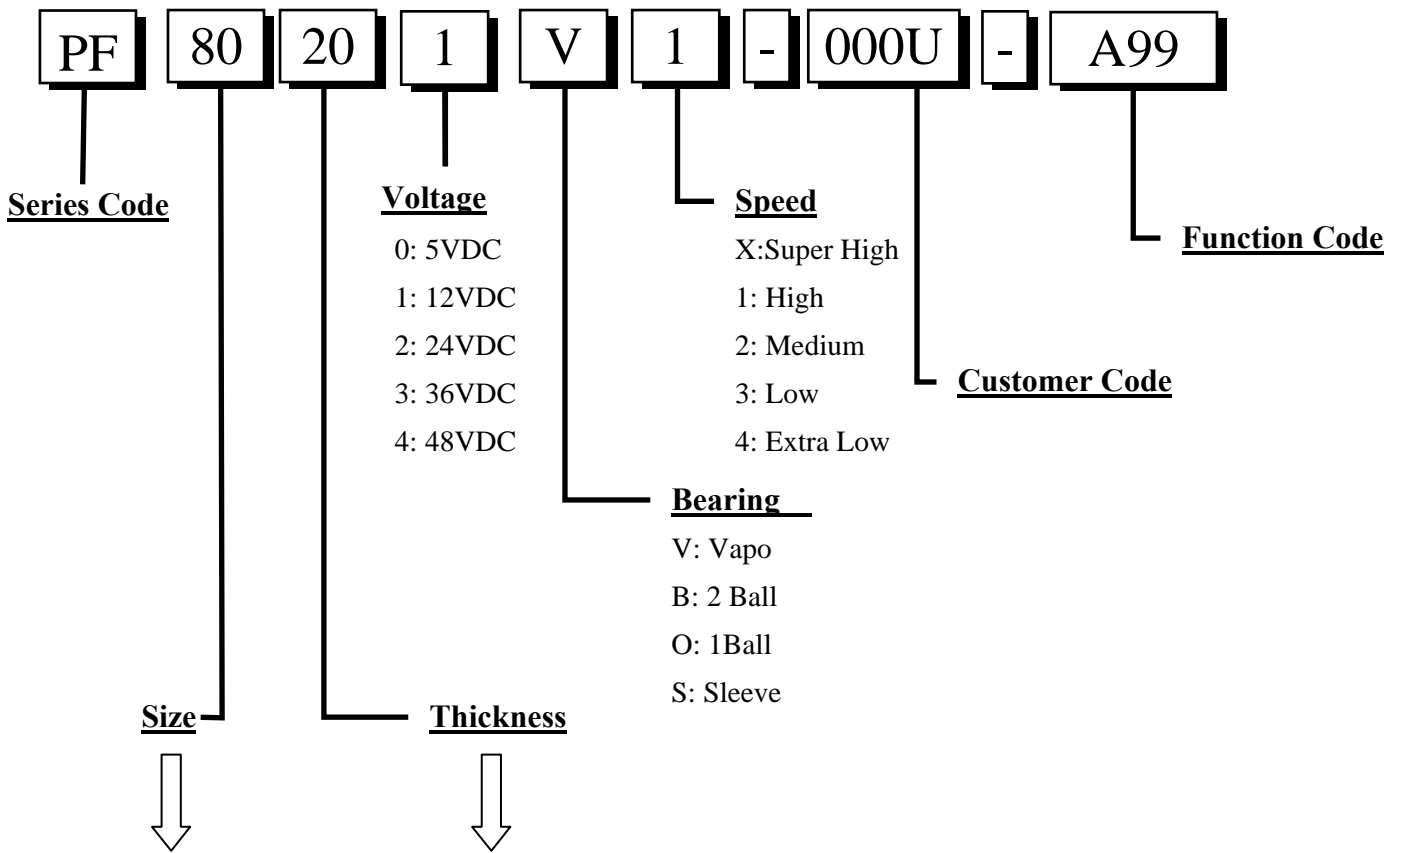 PF 80 20 1 V 1 - 000U - A99
Series Code
Voltage
0: 5VDC
1: 12VDC
2: 24VDC
3: 36VDC
4: 48VDC
Speed
X:Super High
1: High
2: Medium
3: Low
4: Extra Low
Function Code
Customer Code
Bearing
V: Vapo
B: 2 Ball
O: 1Ball
S: Sleeve
Size
Thickness